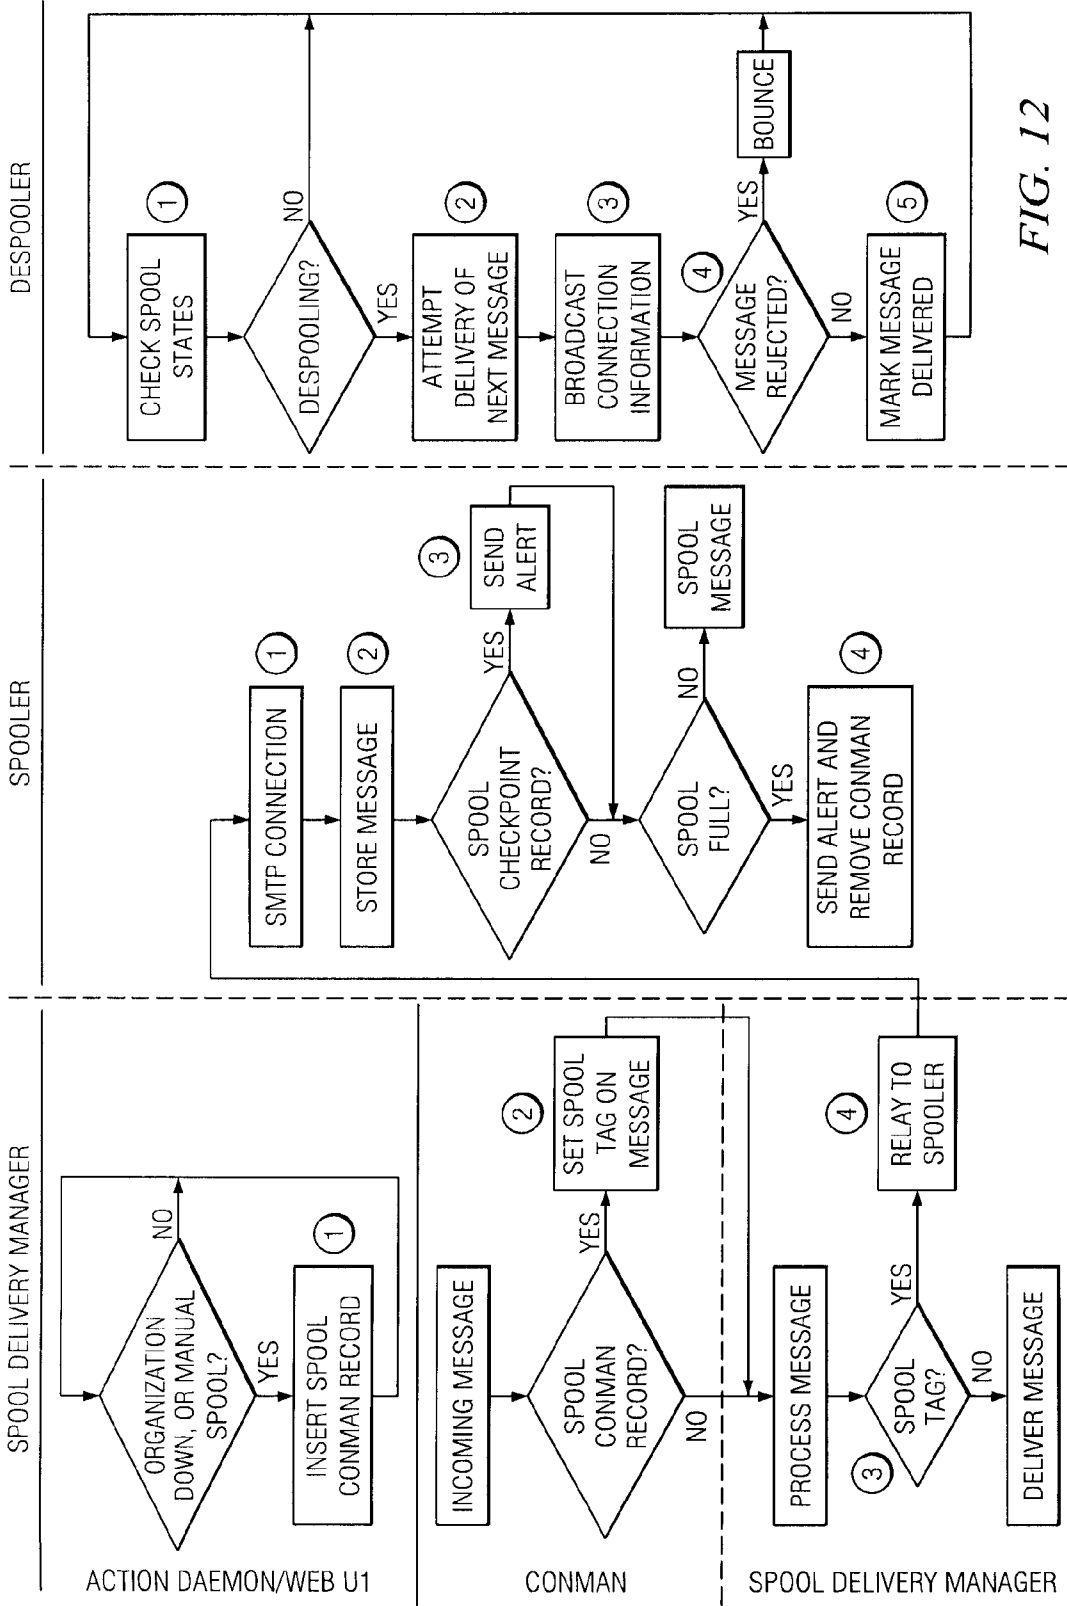 SPOOL DELIVERY MANAGER
SPOOLER
DESPOOLER
ACTION DAEMON/WEB U1
ORGANIZATION
DOWN, OR MANUAL
SPOOL?
NO
YES
1
INSERT SPOOL
CONMAN RECORD
CONMAN
INCOMING MESSAGE
SPOOL
CONMAN
RECORD?
YES
2
SET SPOOL
TAG ON
MESSAGE
NO
SPOOL DELIVERY MANAGER
PROCESS MESSAGE
3
SPOOL
TAG?
YES
4
RELAY TO
SPOOLER
NO
DELIVER MESSAGE
SMTP CONNECTION
1
STORE MESSAGE
2
SPOOL
CHECKPOINT
RECORD?
YES
3
SEND
ALERT
NO
SPOOL
FULL?
NO
SPOOL
MESSAGE
YES
SEND ALERT AND
REMOVE CONMAN
RECORD
4
CHECK SPOOL
STATES
1
DESPOOLING?
NO
YES
ATTEMPT
DELIVERY OF
NEXT MESSAGE
2
BROADCAST
CONNECTION
INFORMATION
3
MESSAGE
REJECTED?
4
YES
BOUNCE
NO
MARK MESSAGE
DELIVERED
5
FIG. 12